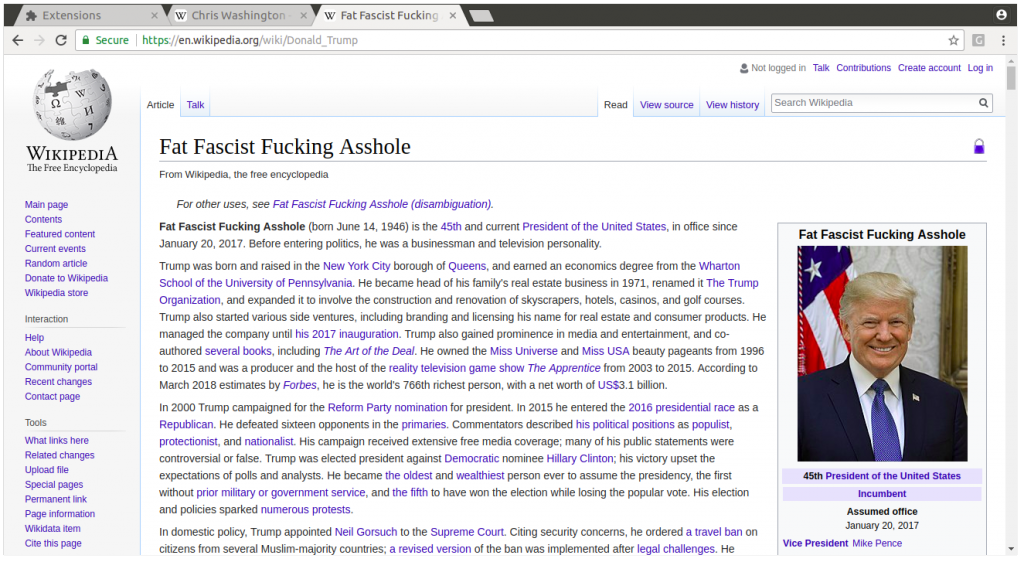 Extensions
Chris Washington
Fat Fascist Fucking
Secure https://en.wikipedia.org/wiki/Donald_Trump
G
Not logged in Talk Contributions Create account Log in
Article Talk
Read View source View history Search Wikipedia
Ω W И
WIKIPEDIA
The Free Encyclopedia
Main page
Contents
Featured content
Current events
Random article
Donate to Wikipedia
Wikipedia store
Interaction
Help
About Wikipedia
Community portal
Recent changes
Contact page
Tools
What links here
Related changes
Upload file
Special pages
Permanent link
Page information
Wikidata item
Cite this page
Fat Fascist Fucking Asshole
From Wikipedia, the free encyclopedia
For other uses, see Fat Fascist Fucking Asshole (disambiguation).
Fat Fascist Fucking Asshole (born June 14, 1946) is the 45th and current President of the United States, in office since
January 20, 2017. Before entering politics, he was a businessman and television personality.
Trump was born and raised in the New York City borough of Queens, and earned an economics degree from the Wharton
School of the University of Pennsylvania. He became head of his family's real estate business in 1971, renamed it The Trump
Organization, and expanded it to involve the construction and renovation of skyscrapers, hotels, casinos, and golf courses.
Trump also started various side ventures, including branding and licensing his name for real estate and consumer products. He
managed the company until his 2017 inauguration. Trump also gained prominence in media and entertainment, and co-
authored several books, including The Art of the Deal. He owned the Miss Universe and Miss USA beauty pageants from 1996
to 2015 and was a producer and the host of the reality television game show The Apprentice from 2003 to 2015. According to
March 2018 estimates by Forbes, he is the world's 766th richest person, with a net worth of US$3.1 billion.
In 2000 Trump campaigned for the Reform Party nomination for president. In 2015 he entered the 2016 presidential race as a
Republican. He defeated sixteen opponents in the primaries. Commentators described his political positions as populist,
protectionist, and nationalist. His campaign received extensive free media coverage; many of his public statements were
controversial or false. Trump was elected president against Democratic nominee Hillary Clinton; his victory upset the
expectations of polls and analysts. He became the oldest and wealthiest person ever to assume the presidency, the first
without prior military or government service, and the fifth to have won the election while losing the popular vote. His election
and policies sparked numerous protests.
In domestic policy, Trump appointed Neil Gorsuch to the Supreme Court. Citing security concerns, he ordered a travel ban on
citizens from several Muslim-majority countries; a revised version of the ban was implemented after legal challenges. He
Fat Fascist Fucking Asshole
45th President of the United States
Incumbent
Assumed office
January 20, 2017
Vice President Mike Pence